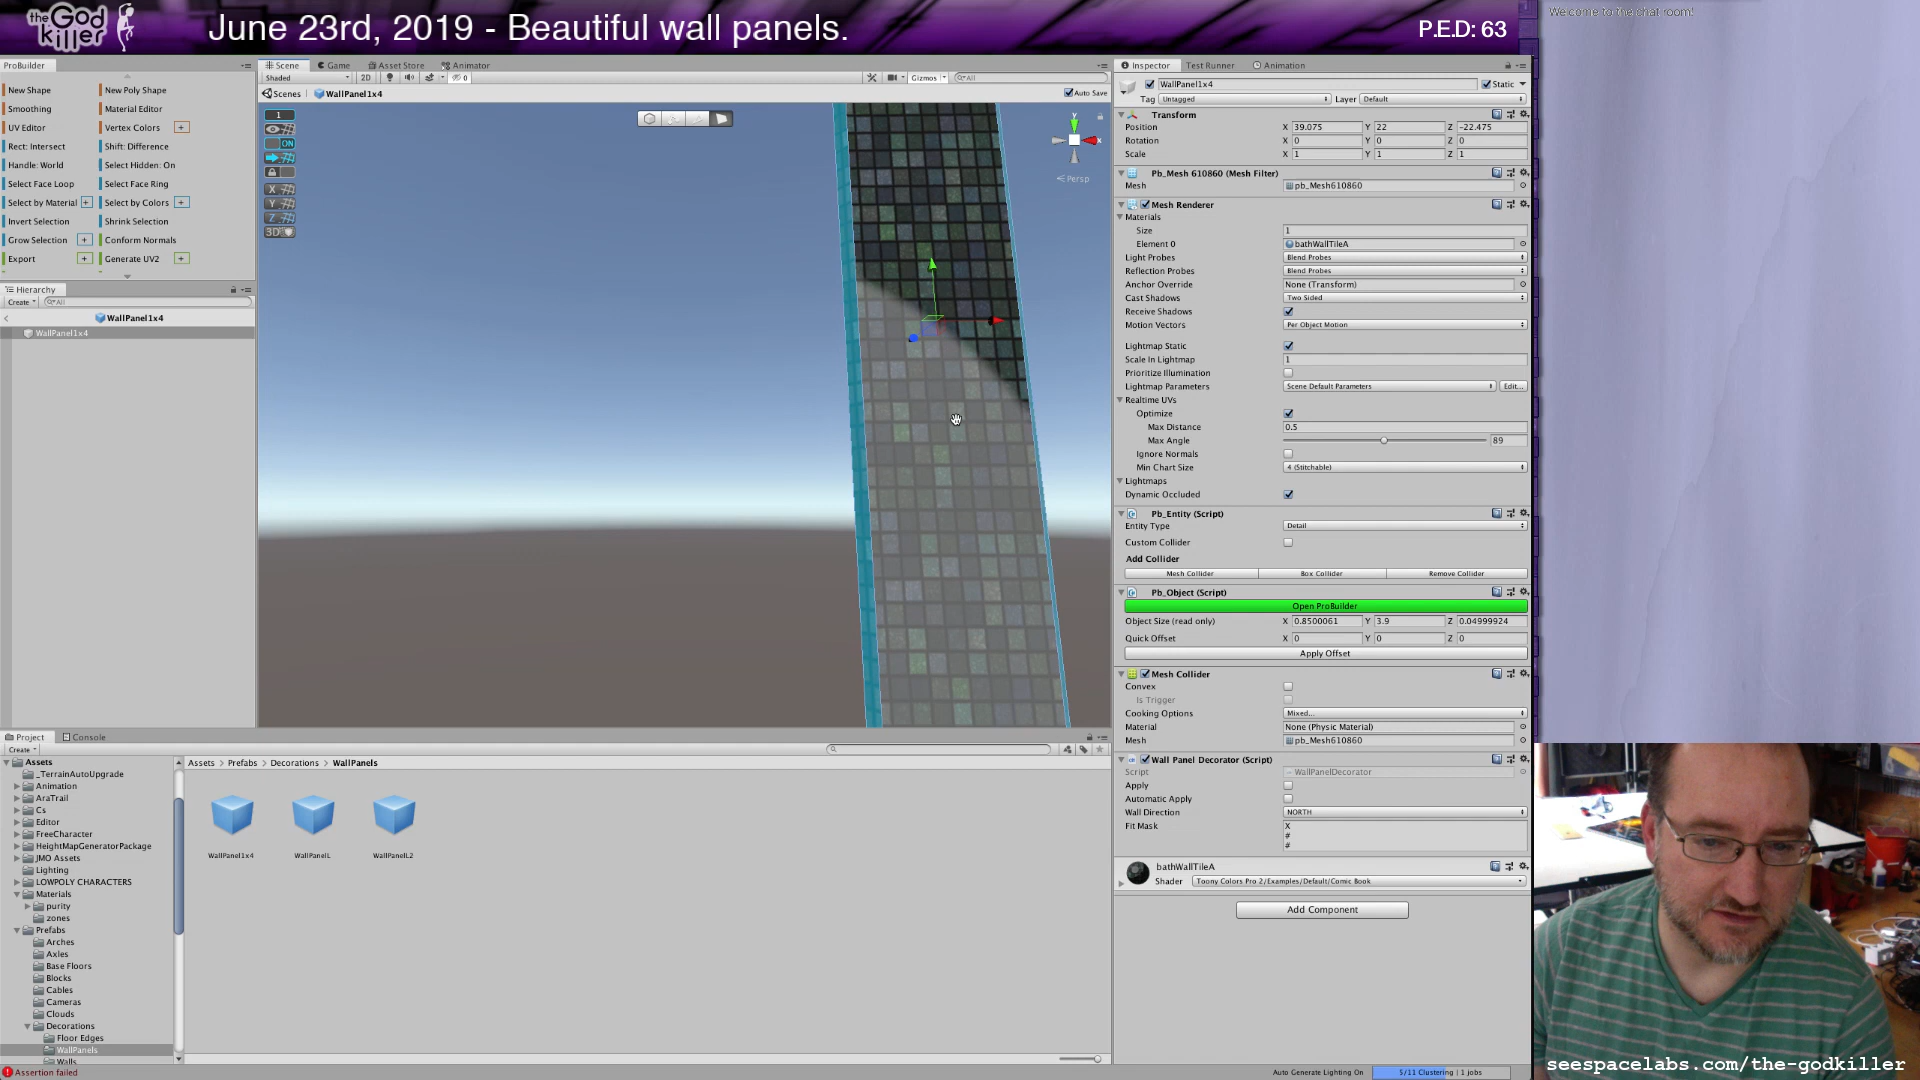 the God killer
June 23rd, 2019 - Beautiful wall panels.
P.E.D: 63
Welcome to the chat room!
ProBuilder
New Shape
New Poly Shape
Smoothing
Material Editor
UV Editor
Vertex Colors +
Rect: Intersect
Shift: Difference
Handle: World
Select Hidden: On
Select Face Loop
Select Face Ring
Select by Material +
Select by Colors +
Invert Selection
Shrink Selection
Grow Selection +
Conform Normals
Export +
Generate UV2 +
Hierarchy
Create
All
WallPanel1x4
WallPanel1x4
Scene
Game
Asset Store
Animator
Shaded
2D
0
Gizmos
All
Scenes
WallPanel1x4
Auto Save
1
ON
X
Y
Z
3D
y
x
Persp
Inspector
Test Runner
Animation
WallPanel1x4
Static
Tag Untagged
Layer Default
Transform
Position X 39.075 Y 22 Z -22.475
Rotation X 0 Y 0 Z 0
Scale X 1 Y 1 Z 1
Pb_Mesh 610860 (Mesh Filter)
Mesh pb_Mesh610860
Mesh Renderer
Materials
Size 1
Element 0 bathWallTileA
Light Probes Blend Probes
Reflection Probes Blend Probes
Anchor Override None (Transform)
Cast Shadows Two Sided
Receive Shadows
Motion Vectors Per Object Motion
Lightmap Static
Scale In Lightmap 1
Prioritize Illumination
Lightmap Parameters Scene Default Parameters Edit...
Realtime UVs
Optimize
Max Distance 0.5
Max Angle 89
Ignore Normals
Min Chart Size 4 (Stitchable)
Lightmaps
Dynamic Occluded
Pb_Entity (Script)
Entity Type Detail
Custom Collider
Add Collider
Mesh Collider Box Collider Remove Collider
Pb_Object (Script)
Open ProBuilder
Object Size (read only) X 0.8500061 Y 3.9 Z 0.04999924
Quick Offset X 0 Y 0 Z 0
Apply Offset
Mesh Collider
Convex
Is Trigger
Cooking Options Mixed...
Material None (Physic Material)
Mesh pb_Mesh610860
Wall Panel Decorator (Script)
Script WallPanelDecorator
Apply
Automatic Apply
Wall Direction NORTH
Fit Mask X
#
#
bathWallTileA
Shader Toony Colors Pro 2/Examples/Default/Comic Book
Add Component
Project
Console
Create
Assets
_TerrainAutoUpgrade
Animation
AraTrail
Cs
Editor
FreeCharacter
HeightMapGeneratorPackage
JMO Assets
Lighting
LOWPOLY CHARACTERS
Materials
purity
zones
Prefabs
Arches
Axles
Base Floors
Blocks
Cables
Cameras
Clouds
Decorations
Floor Edges
WallPanels
Walls
Assets Prefabs Decorations WallPanels
WallPanel1x4
WallPanelL
WallPanelL2
Assertion failed
Auto Generate Lighting On
5/11 Clustering | 1 jobs
seespacelabs.com/the-godkiller